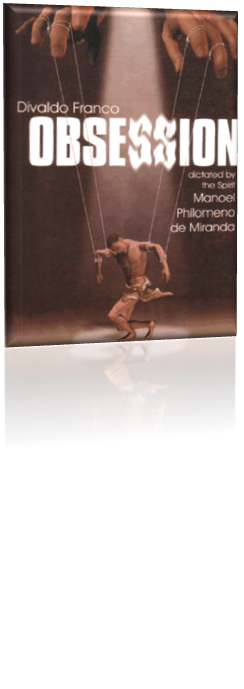 Divaldo Franco
OBSESSION
dictated by
the Spirit
Manoel
Philomeno
de Miranda